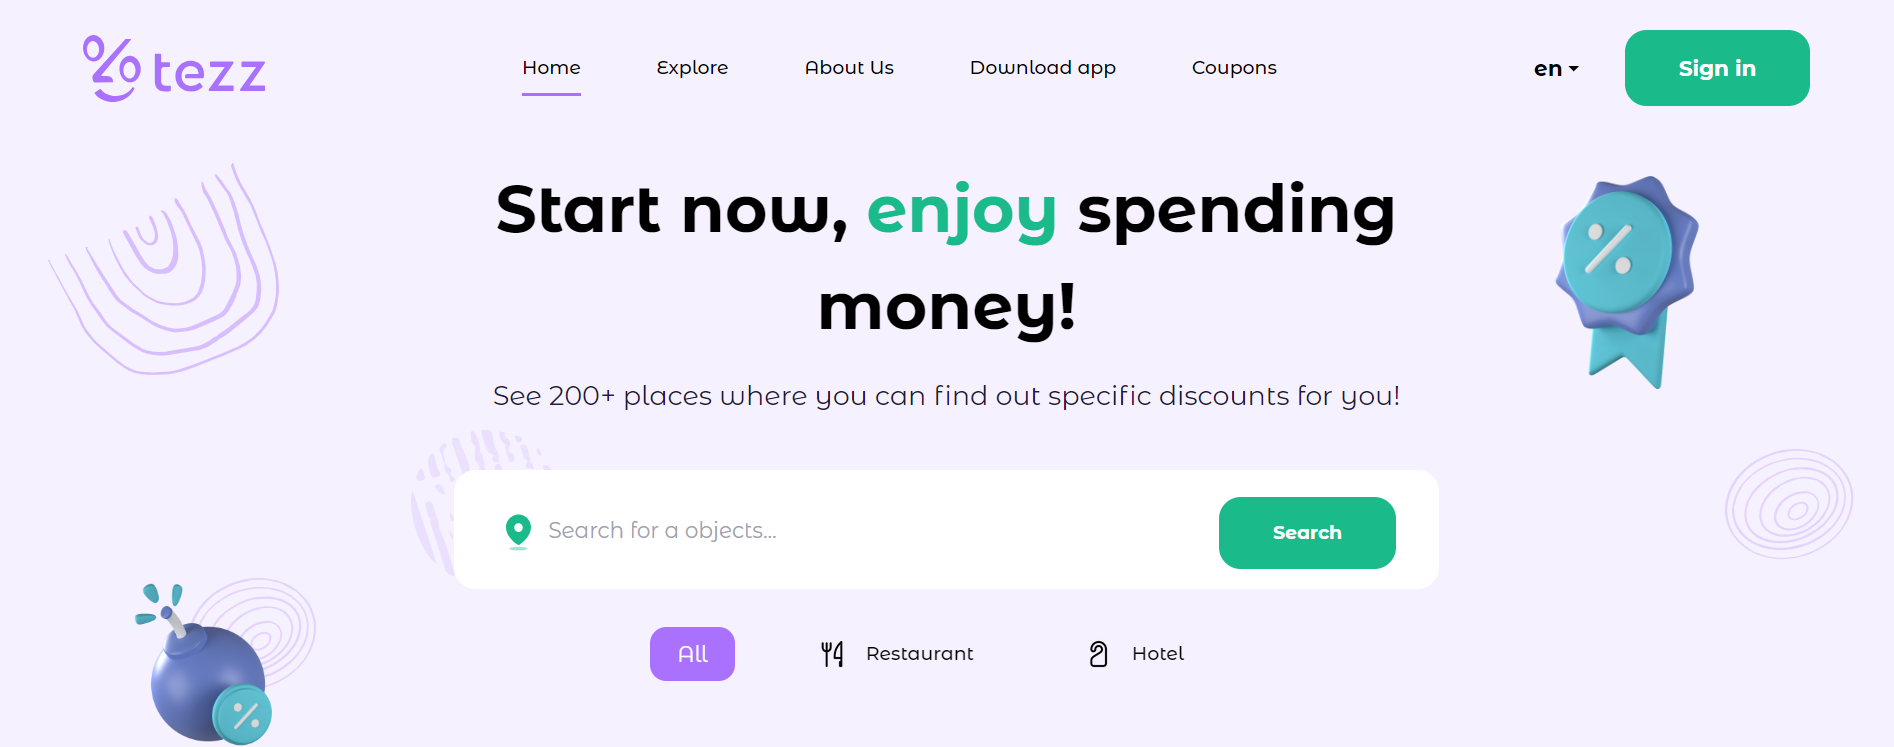 tezz
Home Explore About Us Download app Coupons
en
Sign in
Start now, enjoy spending
money!
See 200+ places where you can find out specific discounts for you!
Search for a objects...
Search
All
Restaurant
Hotel